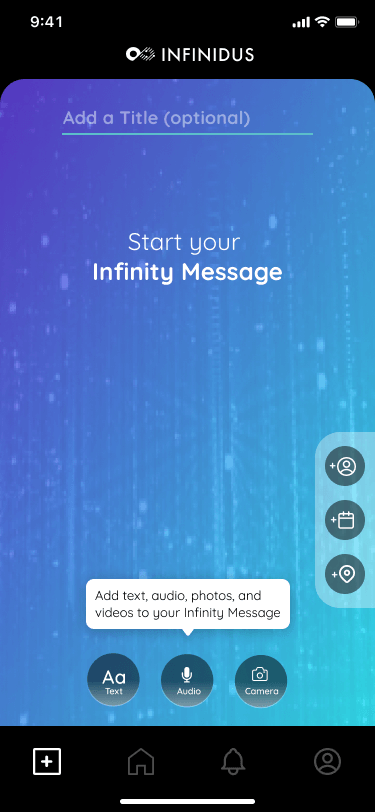 9:41
INFINIDUS
Add a Title (optional)
Start your
Infinity Message
Add text, audio, photos, and
videos to your Infinity Message
Aa
Text
Audio
Camera